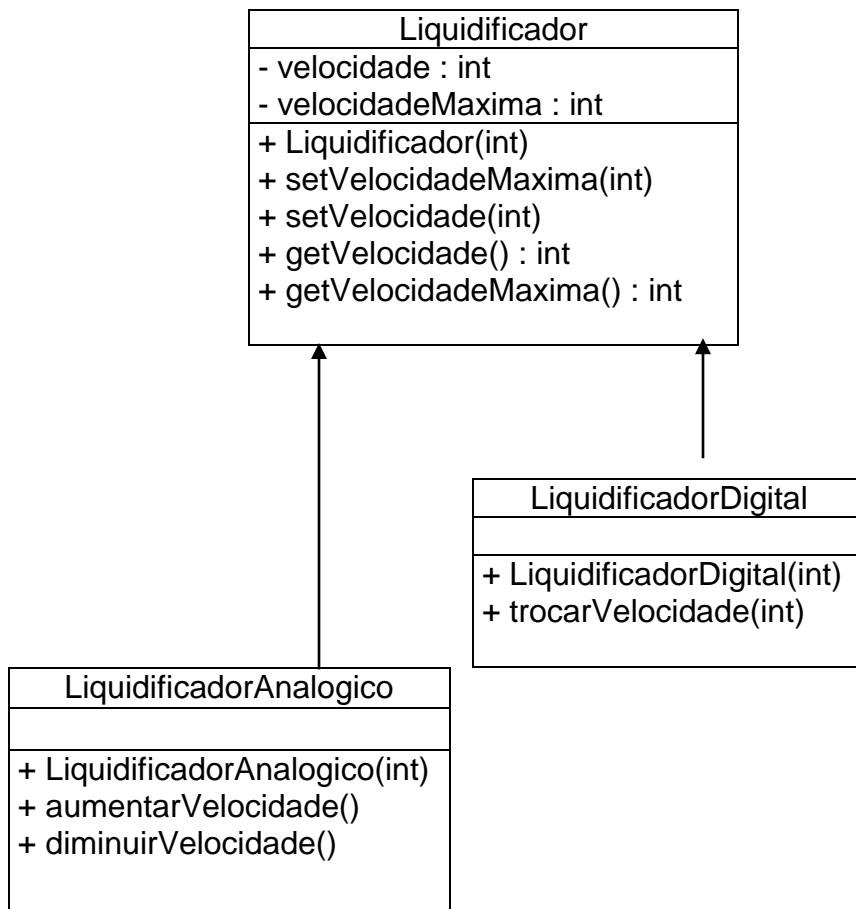 Liquidificador
- velocidade : int
- velocidadeMaxima : int
+ Liquidificador(int)
+ setVelocidadeMaxima(int)
+ setVelocidade(int)
+ getVelocidade() : int
+ getVelocidadeMaxima() : int
LiquidificadorDigital
+ LiquidificadorDigital(int)
+ trocarVelocidade(int)
LiquidificadorAnalogico
+ LiquidificadorAnalogico(int)
+ aumentarVelocidade()
+ diminuirVelocidade()